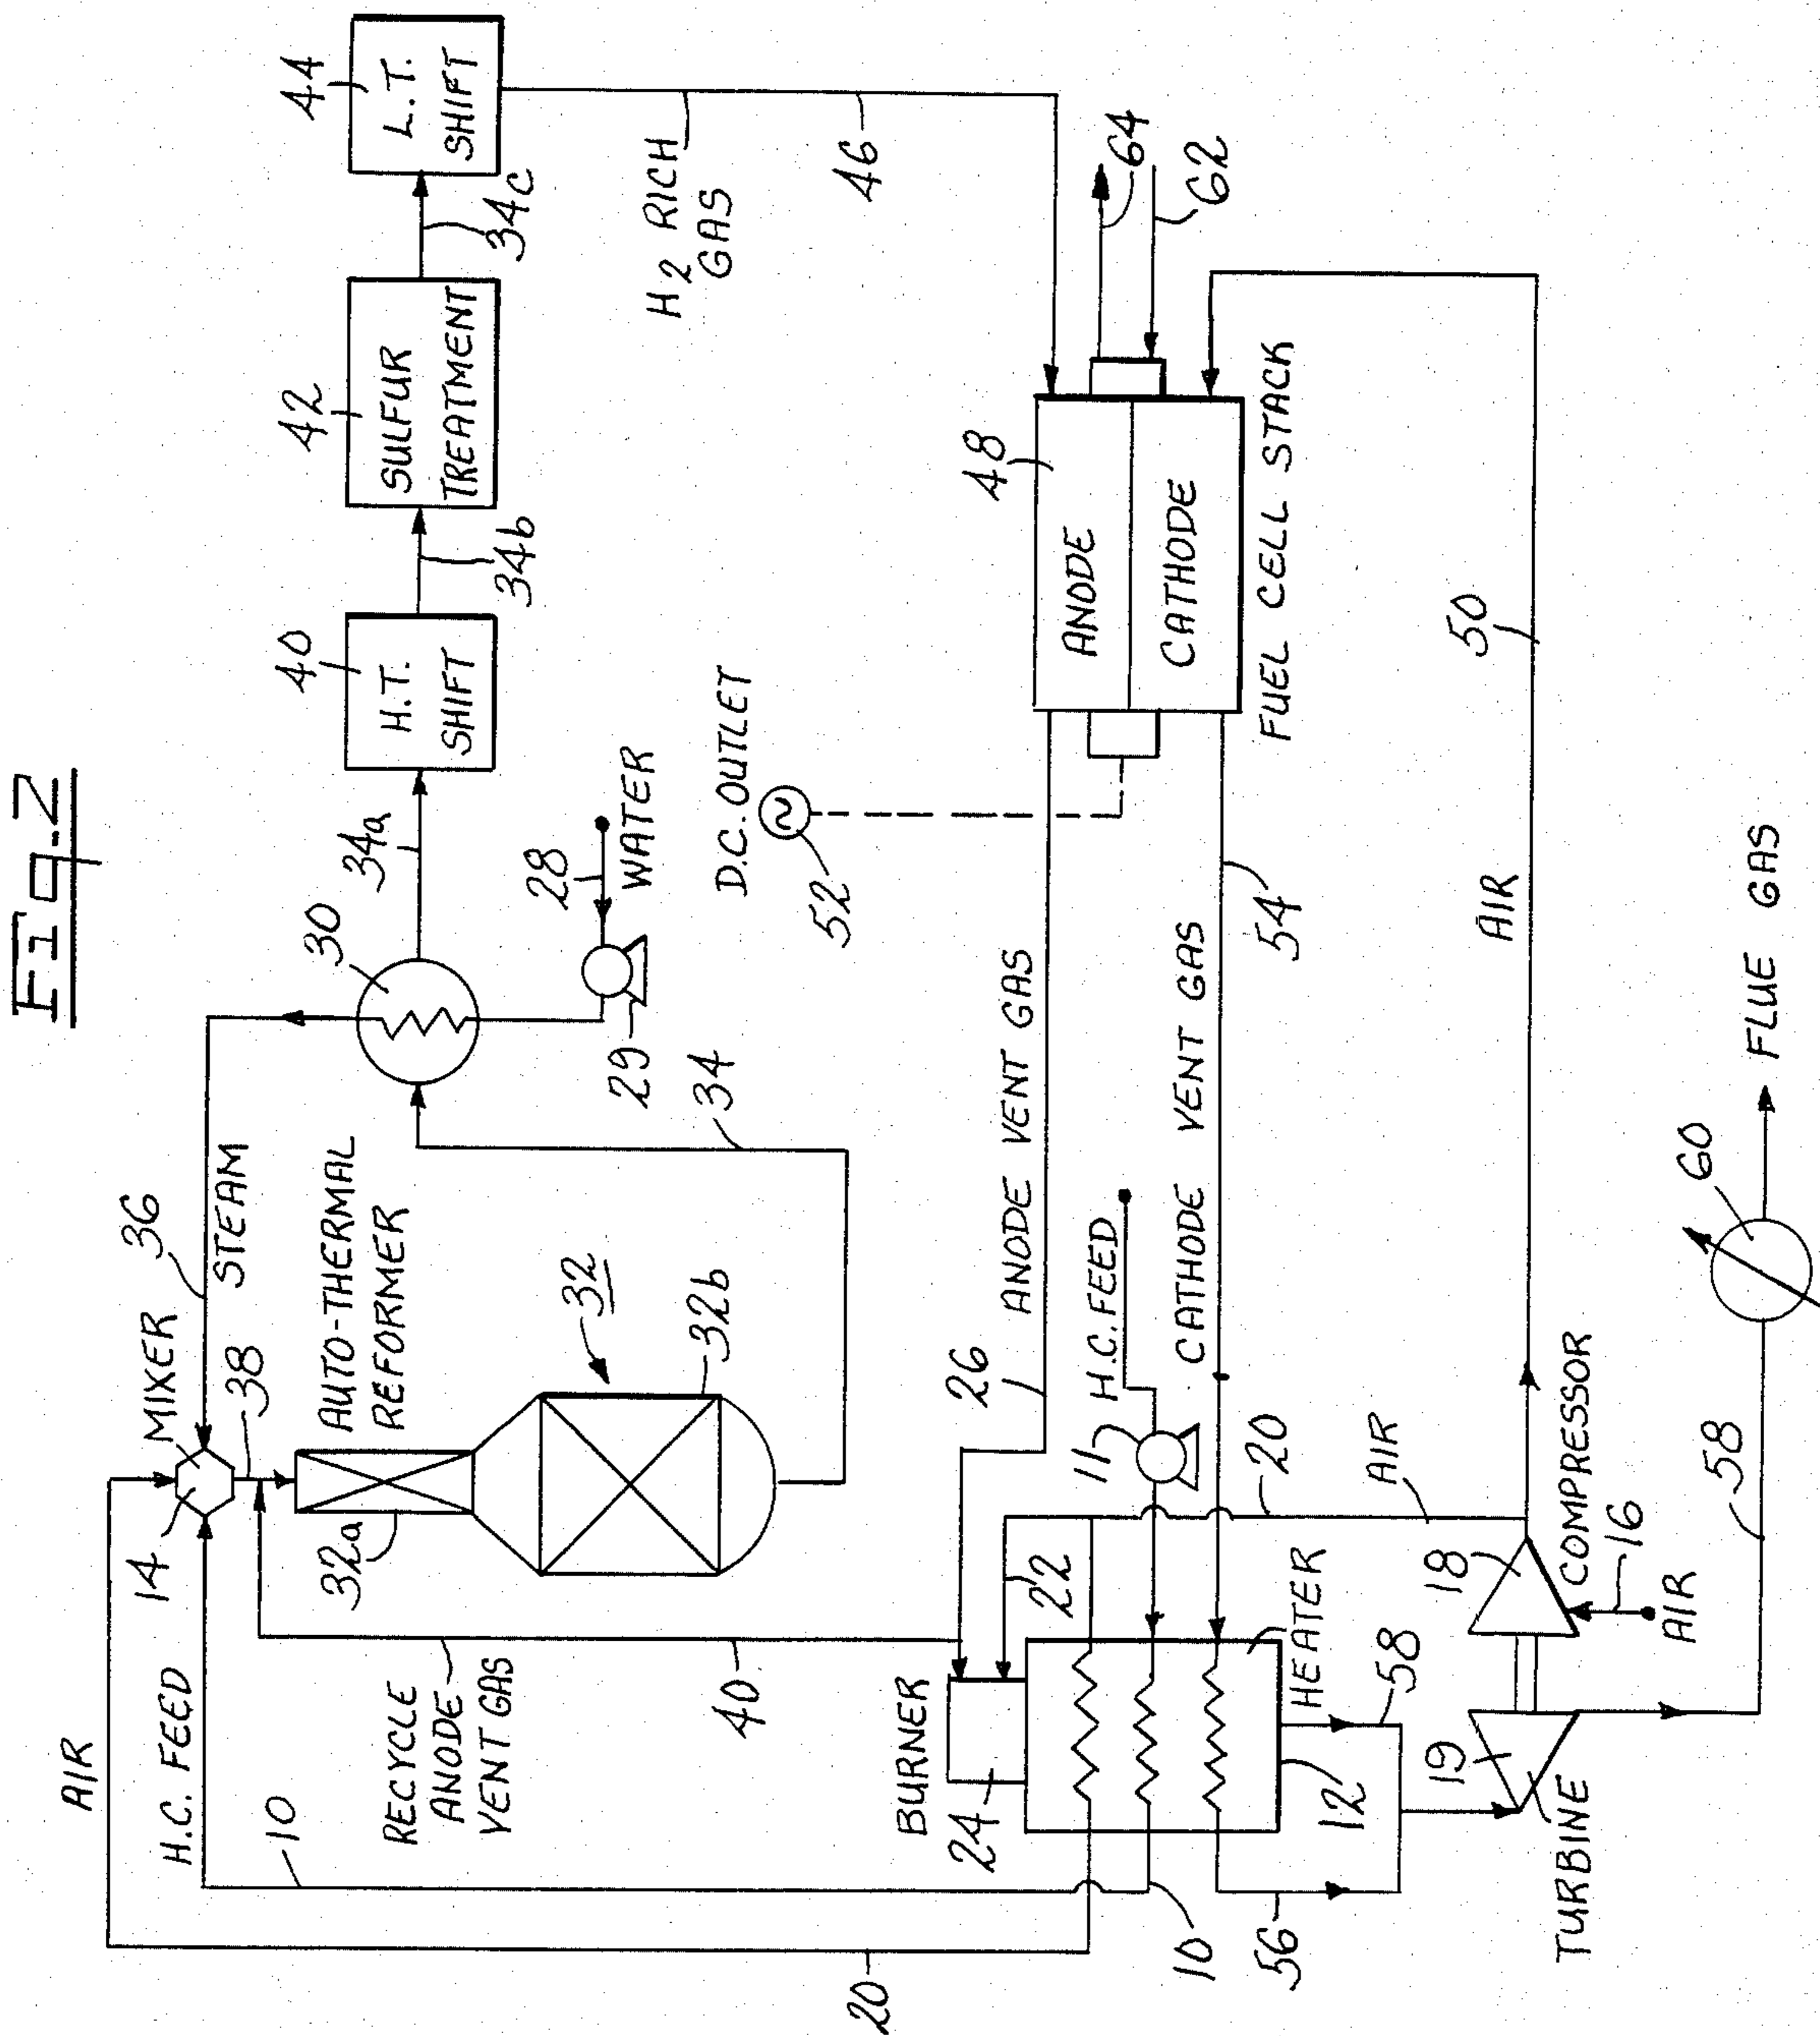 Fig. 2
AIR
H.C. FEED
10
20
RECYCLE
ANODE
VENT GAS
40
14
MIXER
38
36
STEAM
AUTO-THERMAL
REFORMER
32a
32
32b
34
30
34a
29
28
WATER
40
H.T.
SHIFT
34b
42
SULFUR
TREATMENT
34c
44
L.T.
SHIFT
H2 RICH
GAS
46
D.C. OUTLET
52
48
ANODE
CATHODE
FUEL CELL STACK
64
62
BURNER
24
22
26
ANODE VENT GAS
H.C. FEED
11
CATHODE VENT GAS
54
20
AIR
10
56
12
HEATER
58
TURBINE
19
18
COMPRESSOR
16
AIR
AIR
50
58
60
FLUE GAS